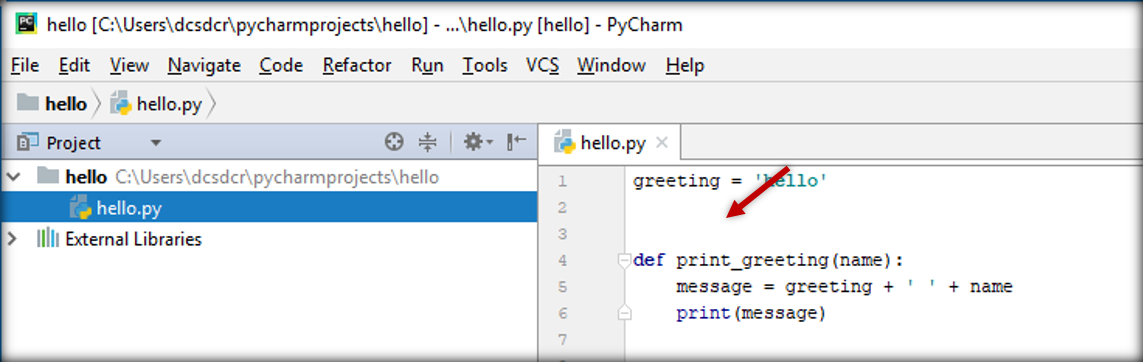 hello [C:\Users\dcsdcr\pycharmprojects\hello] - ...\hello.py [hello] - PyCharm
File Edit View Navigate Code Refactor Run Tools VCS Window Help
hello hello.py
Project
hello C:\Users\dcsdcr\pycharmprojects\hello
hello.py
External Libraries
hello.py
1 greeting = 'hello'
2
3
4 def print_greeting(name):
5 message = greeting + ' ' + name
6 print(message)
7